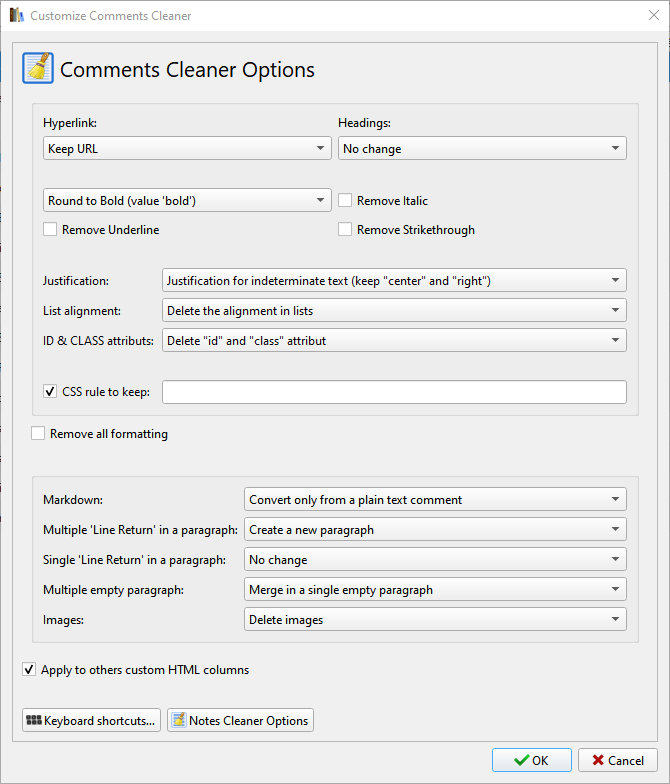 Customize Comments Cleaner
Comments Cleaner Options
Hyperlink: Headings:
Keep URL No change
Round to Bold (value 'bold') Remove Italic
Remove Underline Remove Strikethrough
Justification: Justification for indeterminate text (keep "center" and "right")
List alignment: Delete the alignment in lists
ID & CLASS attributs: Delete "id" and "class" attribut
CSS rule to keep:
Remove all formatting
Markdown: Convert only from a plain text comment
Multiple 'Line Return' in a paragraph: Create a new paragraph
Single 'Line Return' in a paragraph: No change
Multiple empty paragraph: Merge in a single empty paragraph
Images: Delete images
Apply to others custom HTML columns
Keyboard shortcuts... Notes Cleaner Options
OK Cancel